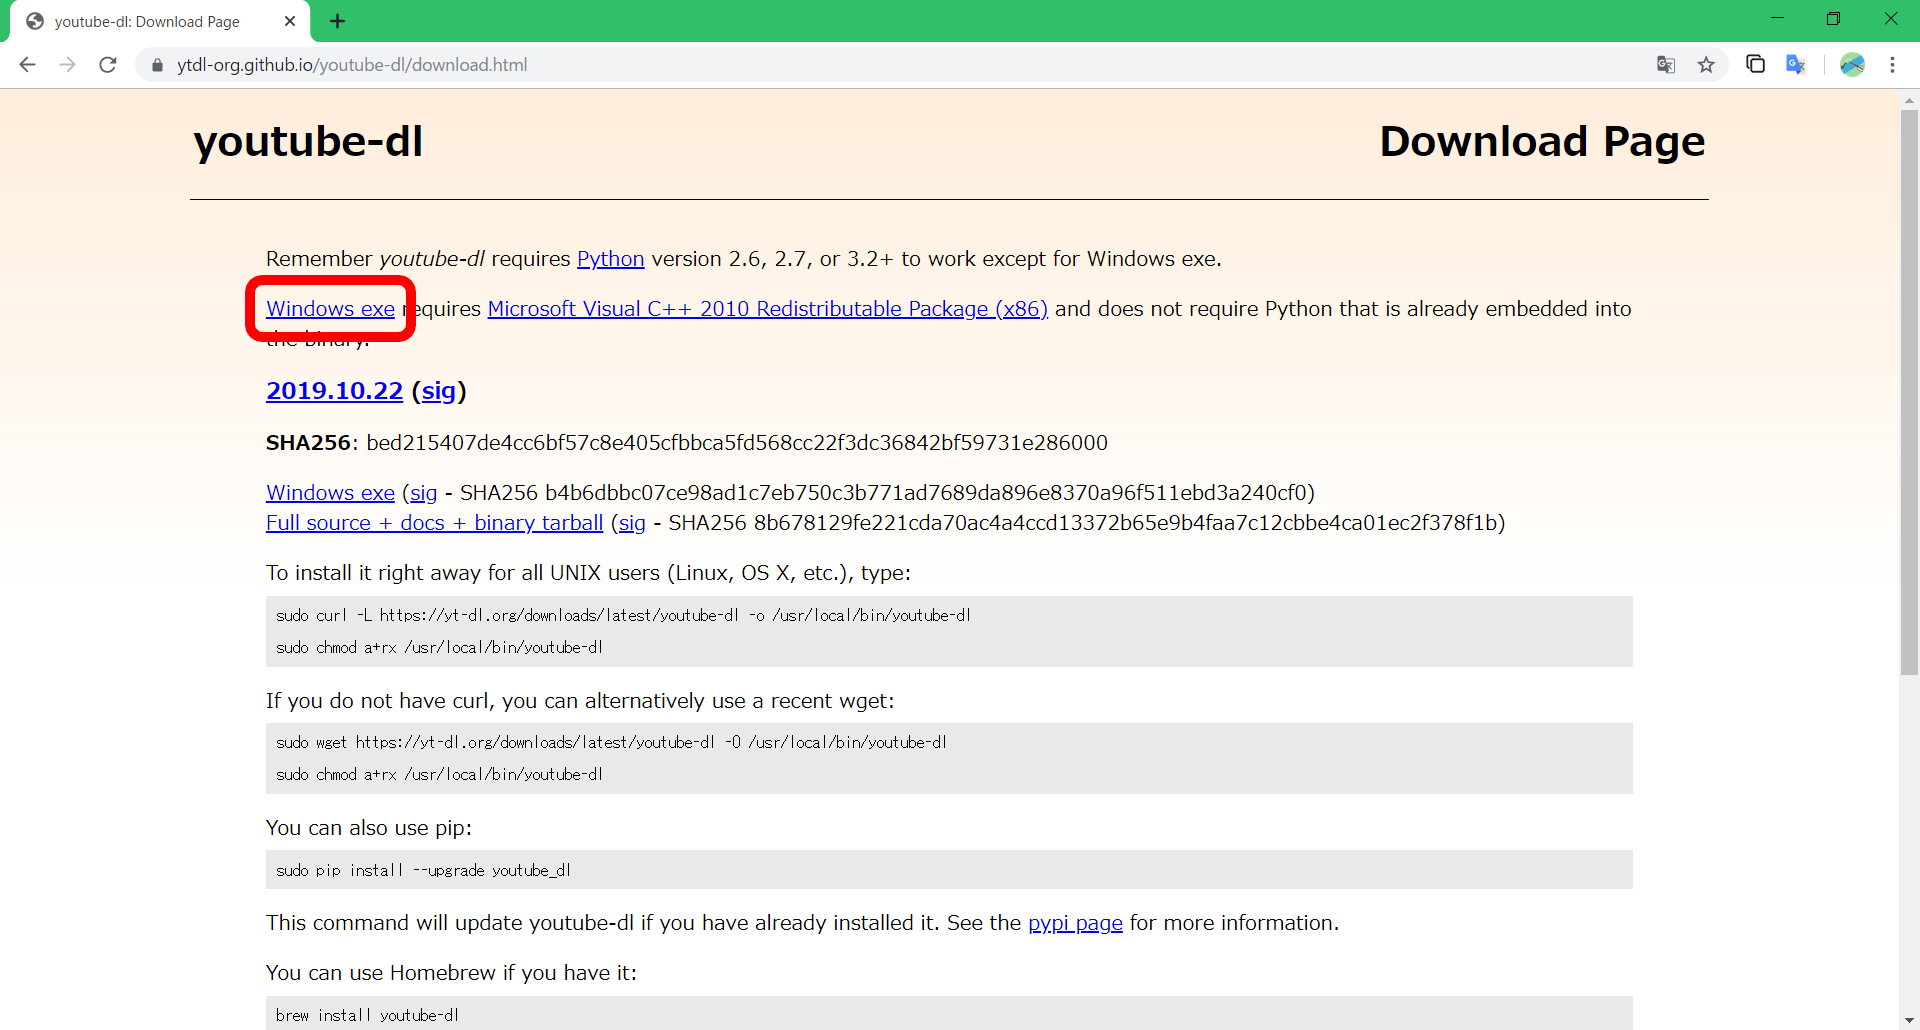 youtube-dl: Download Page
ytdl-org.github.io/youtube-dl/download.html
youtube-dl
Download Page
Remember youtube-dl requires Python version 2.6, 2.7, or 3.2+ to work except for Windows exe.
Windows exe requires Microsoft Visual C++ 2010 Redistributable Package (x86) and does not require Python that is already embedded into
the binary.
2019.10.22 (sig)
SHA256: bed215407de4cc6bf57c8e405cfbbca5fd568cc22f3dc36842bf59731e286000
Windows exe (sig - SHA256 b4b6dbbc07ce98ad1c7eb750c3b771ad7689da896e8370a96f511ebd3a240cf0)
Full source + docs + binary tarball (sig - SHA256 8b678129fe221cda70ac4a4ccd13372b65e9b4faa7c12cbbe4ca01ec2f378f1b)
To install it right away for all UNIX users (Linux, OS X, etc.), type:
sudo curl -L https://yt-dl.org/downloads/latest/youtube-dl -o /usr/local/bin/youtube-dl
sudo chmod a+rx /usr/local/bin/youtube-dl
If you do not have curl, you can alternatively use a recent wget:
sudo wget https://yt-dl.org/downloads/latest/youtube-dl -O /usr/local/bin/youtube-dl
sudo chmod a+rx /usr/local/bin/youtube-dl
You can also use pip:
sudo pip install --upgrade youtube_dl
This command will update youtube-dl if you have already installed it. See the pypi page for more information.
You can use Homebrew if you have it:
brew install youtube-dl